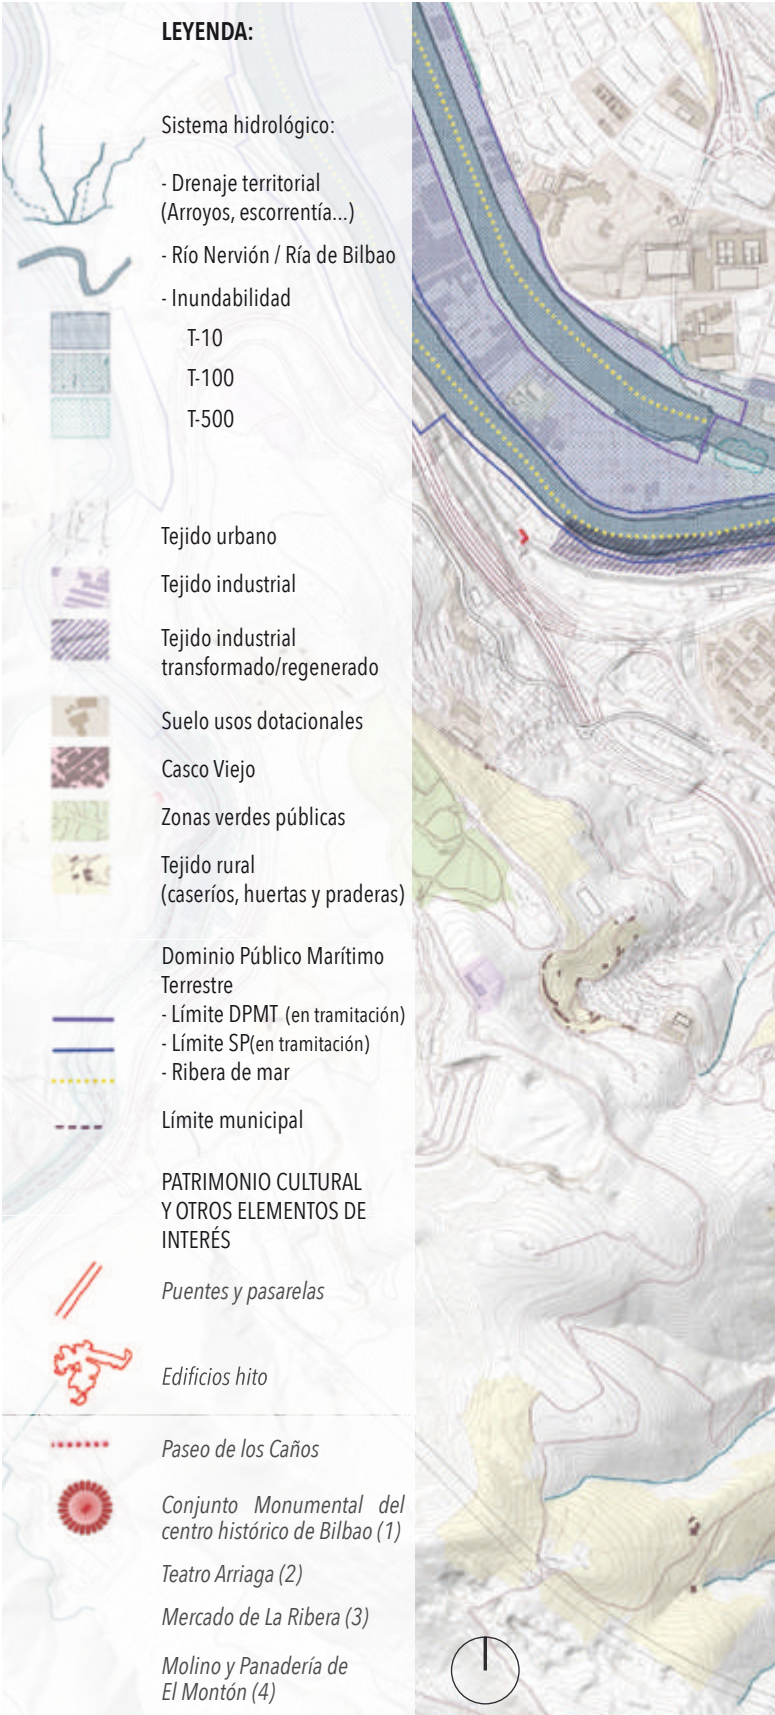 LEYENDA:
Sistema hidrológico:
- Drenaje territorial
(Arroyos, escorrentía...)
- Río Nervión / Ría de Bilbao
- Inundabilidad
T-10
T-100
T-500
Tejido urbano
Tejido industrial
Tejido industrial
transformado/regenerado
Suelo usos dotacionales
Casco Viejo
Zonas verdes públicas
Tejido rural
(caseríos, huertas y praderas)
Dominio Público Marítimo
Terrestre
- Límite DPMT (en tramitación)
- Límite SP(en tramitación)
- Ribera de mar
Límite municipal
PATRIMONIO CULTURAL
Y OTROS ELEMENTOS DE
INTERÉS
Puentes y pasarelas
Edificios hito
Paseo de los Caños
Conjunto Monumental del
centro histórico de Bilbao (1)
Teatro Arriaga (2)
Mercado de La Ribera (3)
Molino y Panadería de
El Montón (4)